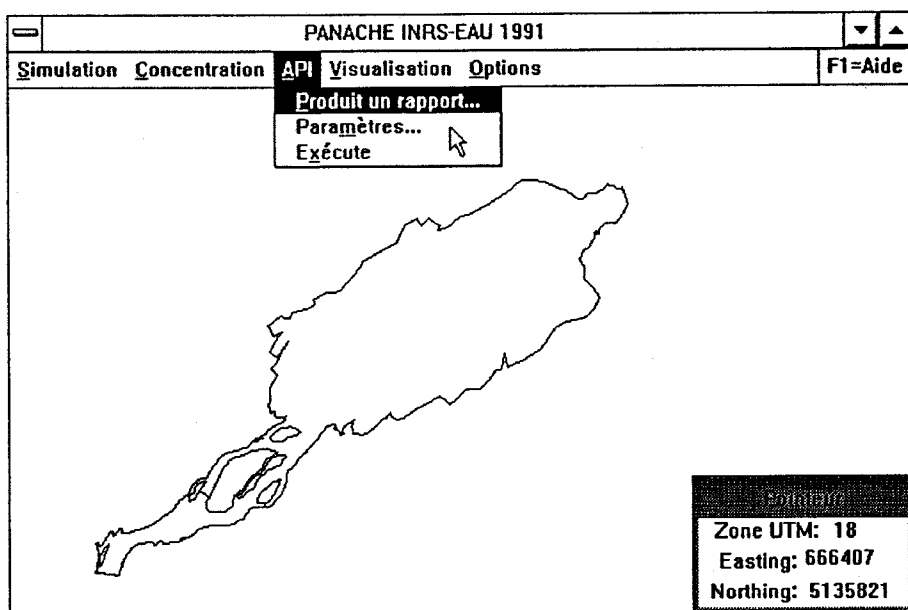 PANACHE INRS-EAU 1991
Simulation Concentration API Visualisation Options F1=Aide
Produit un rapport...
Paramètres...
Exécute
Pointeur
Zone UTM: 18
Easting: 666407
Northing: 5135821